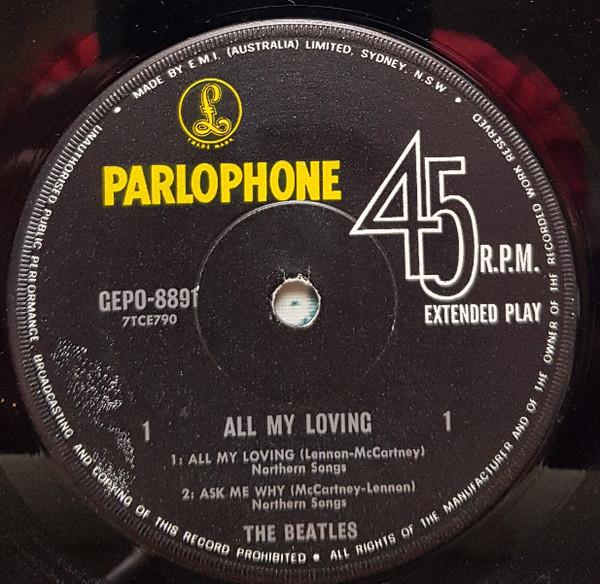 MADE BY E.M.I. (AUSTRALIA) LIMITED, SYDNEY. N.S.W •
UNAUTHORISED PUBLIC PERFORMANCE BROADCASTING AND COPYING OF THIS RECORD PROHIBITED • ALL RIGHTS OF THE MANUFACTURER AND OF THE OWNER OF THE RECORDED WORK RESERVED •
£
TRADE MARK
PARLOPHONE
45 R.P.M.
EXTENDED PLAY
GEPO-8891
7TCE790
1 ALL MY LOVING 1
1: ALL MY LOVING (Lennon-McCartney)
Northern Songs
2: ASK ME WHY (McCartney-Lennon)
Northern Songs
THE BEATLES